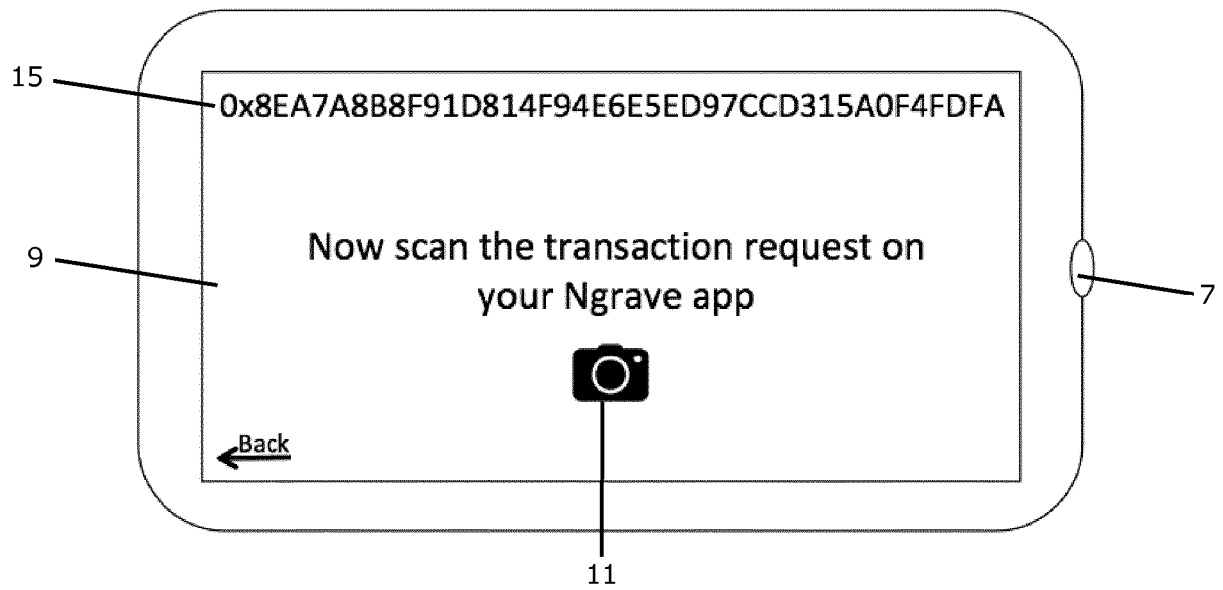 15
0x8EA7A8B8F91D814F94E6E5ED97CCD315A0F4FDFA
9
Now scan the transaction request on
your Ngrave app
7
Back
11